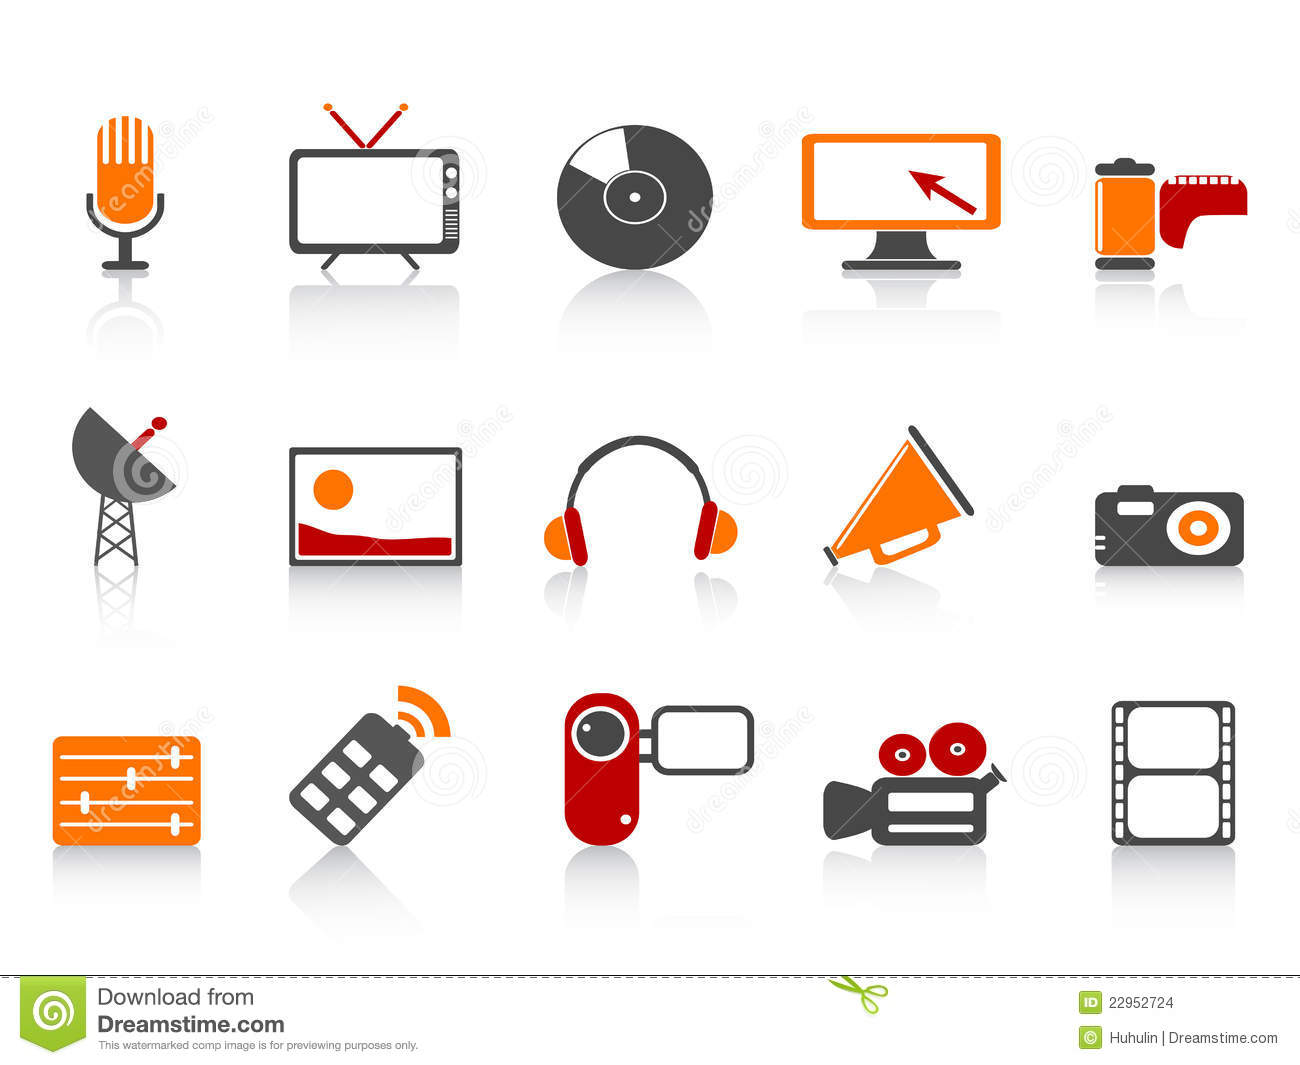 Download from
Dreamstime.com
This watermarked comp image is for previewing purposes only.
ID 22952724
© Huhulin | Dreamstime.com